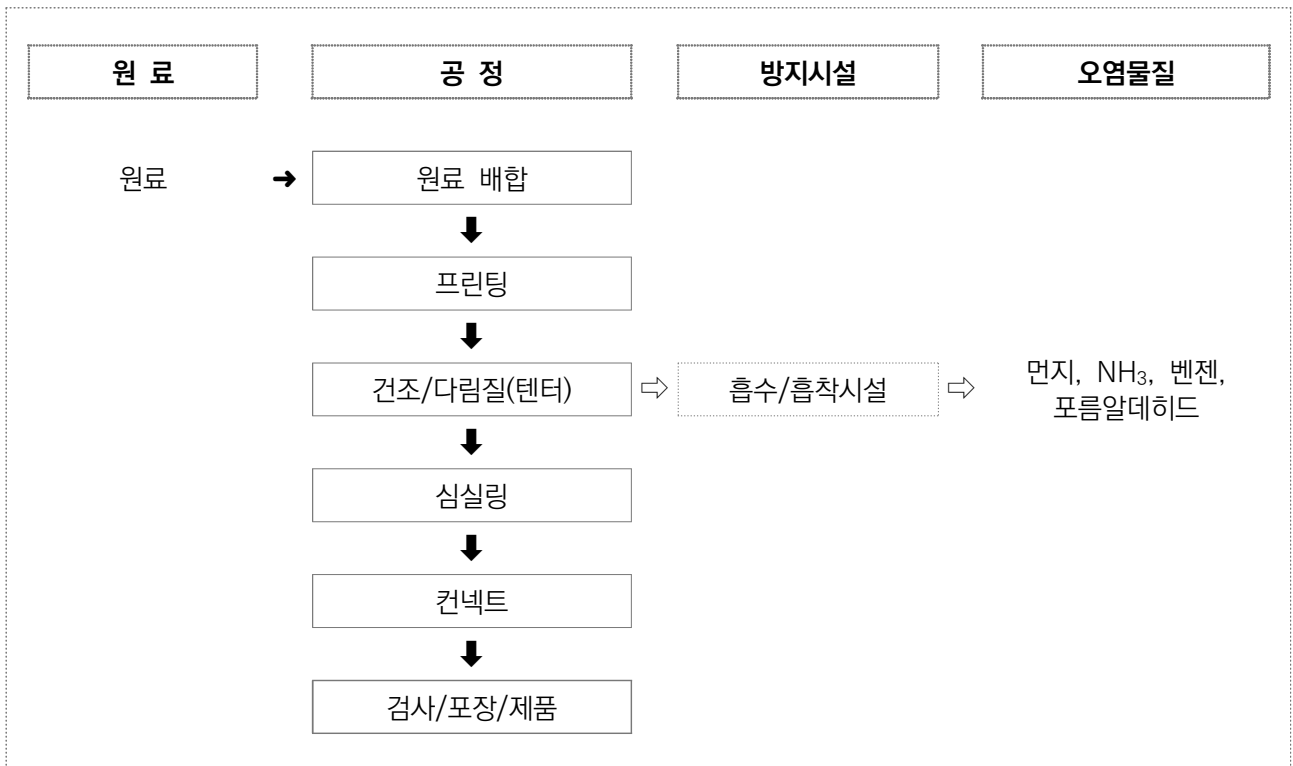 원 료
공 정
방지시설
오염물질
원료 ➜ 원료 배합
프린팅
건조/다림질(텐터) ⇨ 흡수/흡착시설 ⇨ 먼지, NH₃, 벤젠,
포름알데히드
심실링
컨넥트
검사/포장/제품